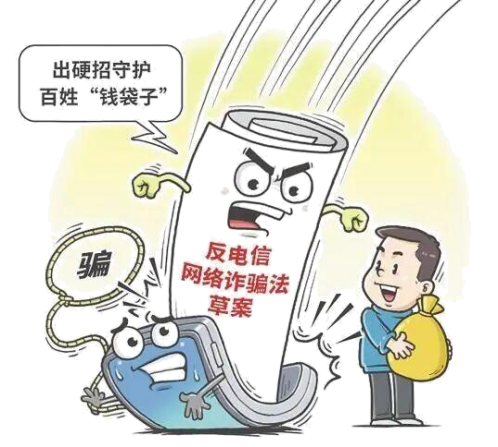 出硬招守护
百姓“钱袋子”
骗
反电信
网络诈骗法
草案